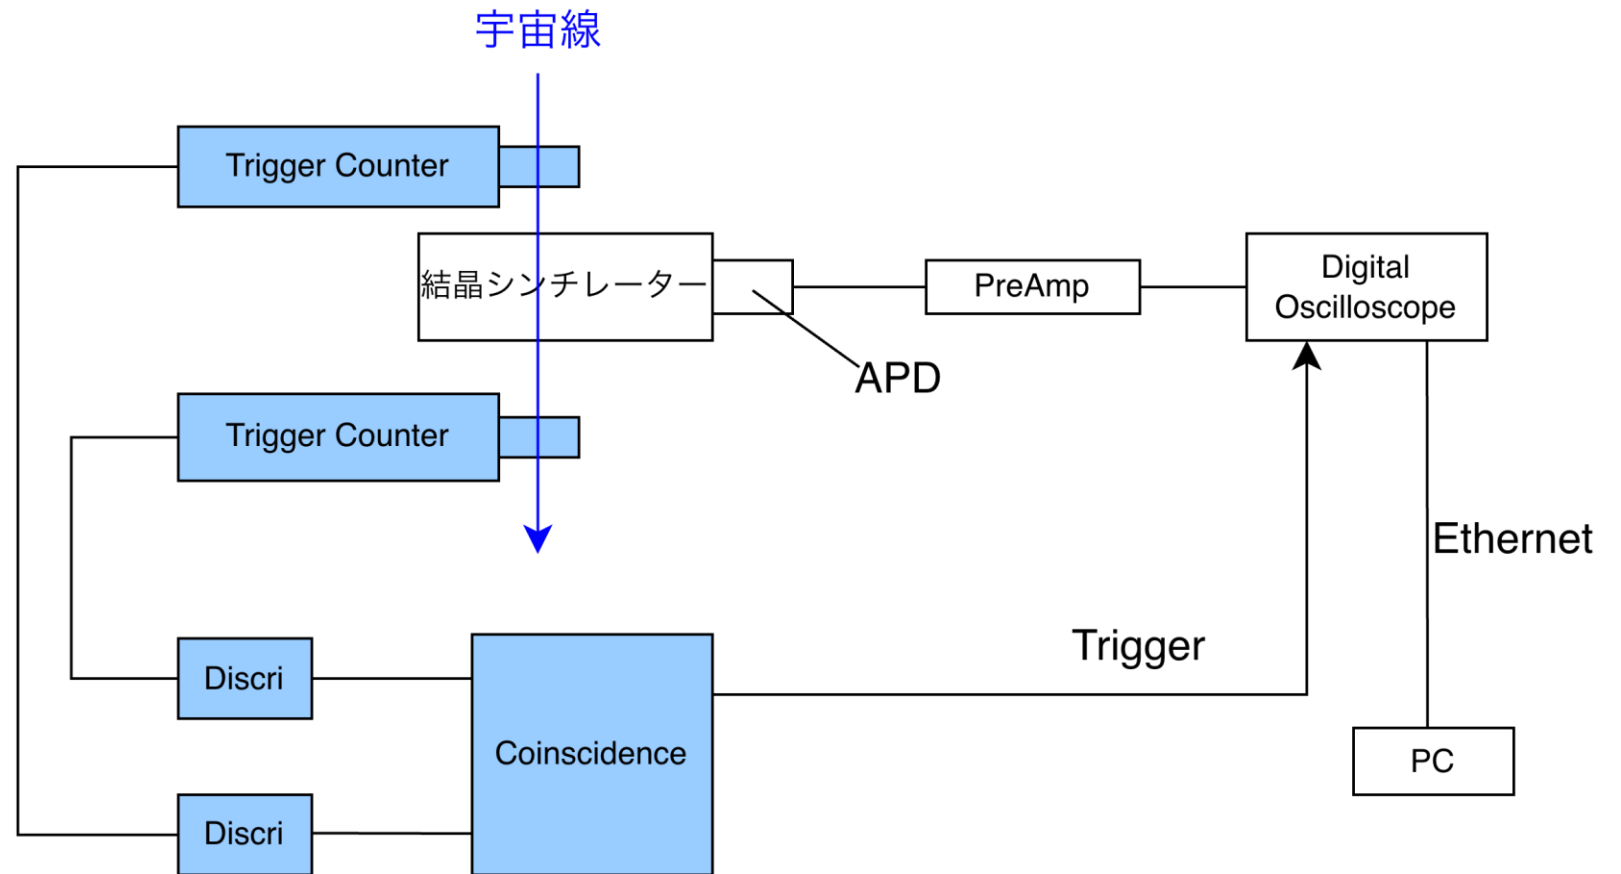 宇宙線
Trigger Counter
結晶シンチレーター
PreAmp
Digital
Oscilloscope
APD
Trigger Counter
Ethernet
Trigger
Discri
Coinscidence
PC
Discri